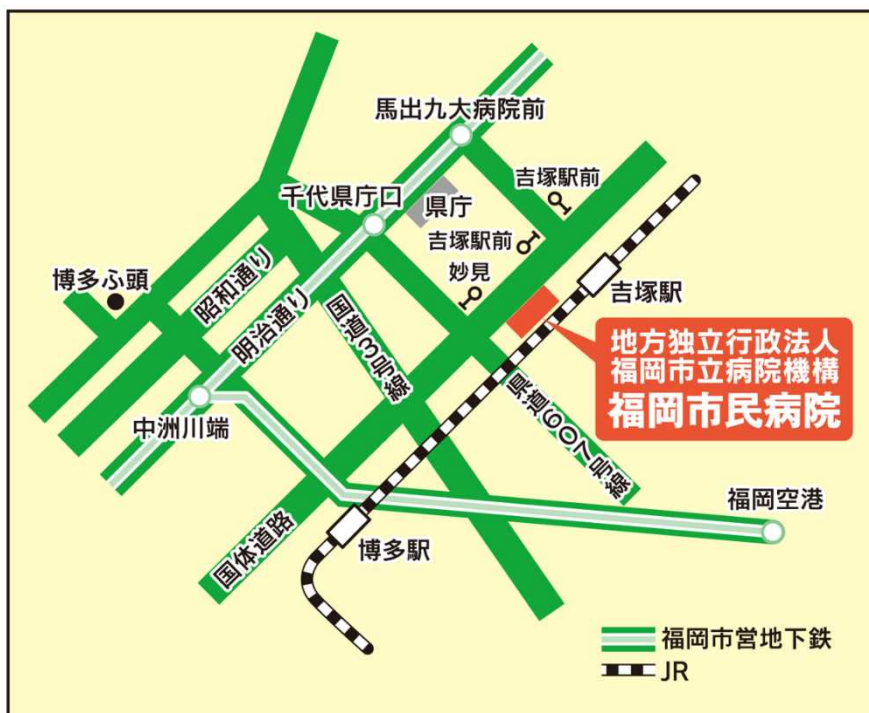 馬出九大病院前
吉塚駅前
千代県庁口
県庁
吉塚駅前
妙見
博多ふ頭
昭和通り
明治通り
国道3号線
吉塚駅
地方独立行政法人
福岡市立病院機構
福岡市民病院
中洲川端
県道607号線
福岡空港
国体道路
博多駅
福岡市営地下鉄
JR